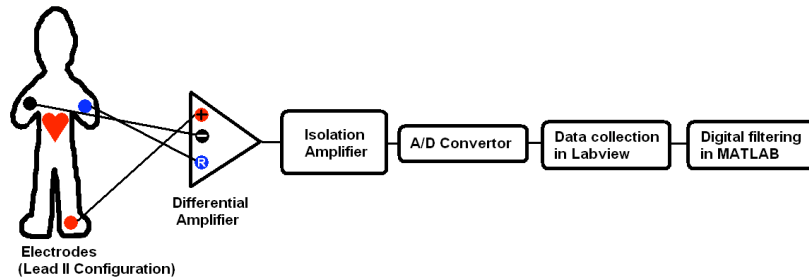 +
−
R
Differential
Amplifier
Isolation
Amplifier
A/D Convertor
Data collection
in Labview
Digital filtering
in MATLAB
Electrodes
(Lead II Configuration)